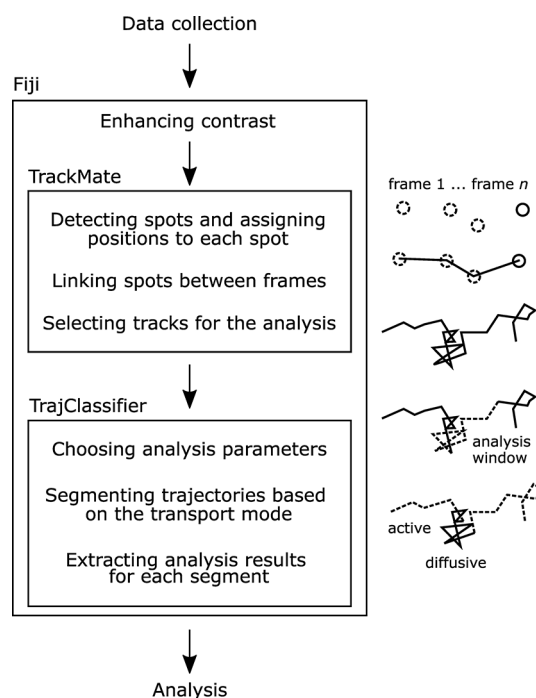 Data collection
Fiji
Enhancing contrast
TrackMate
Detecting spots and assigning
positions to each spot
Linking spots between frames
Selecting tracks for the analysis
frame 1 ... frame n
TrajClassifier
Choosing analysis parameters
Segmenting trajectories based
on the transport mode
Extracting analysis results
for each segment
analysis
window
active
diffusive
Analysis